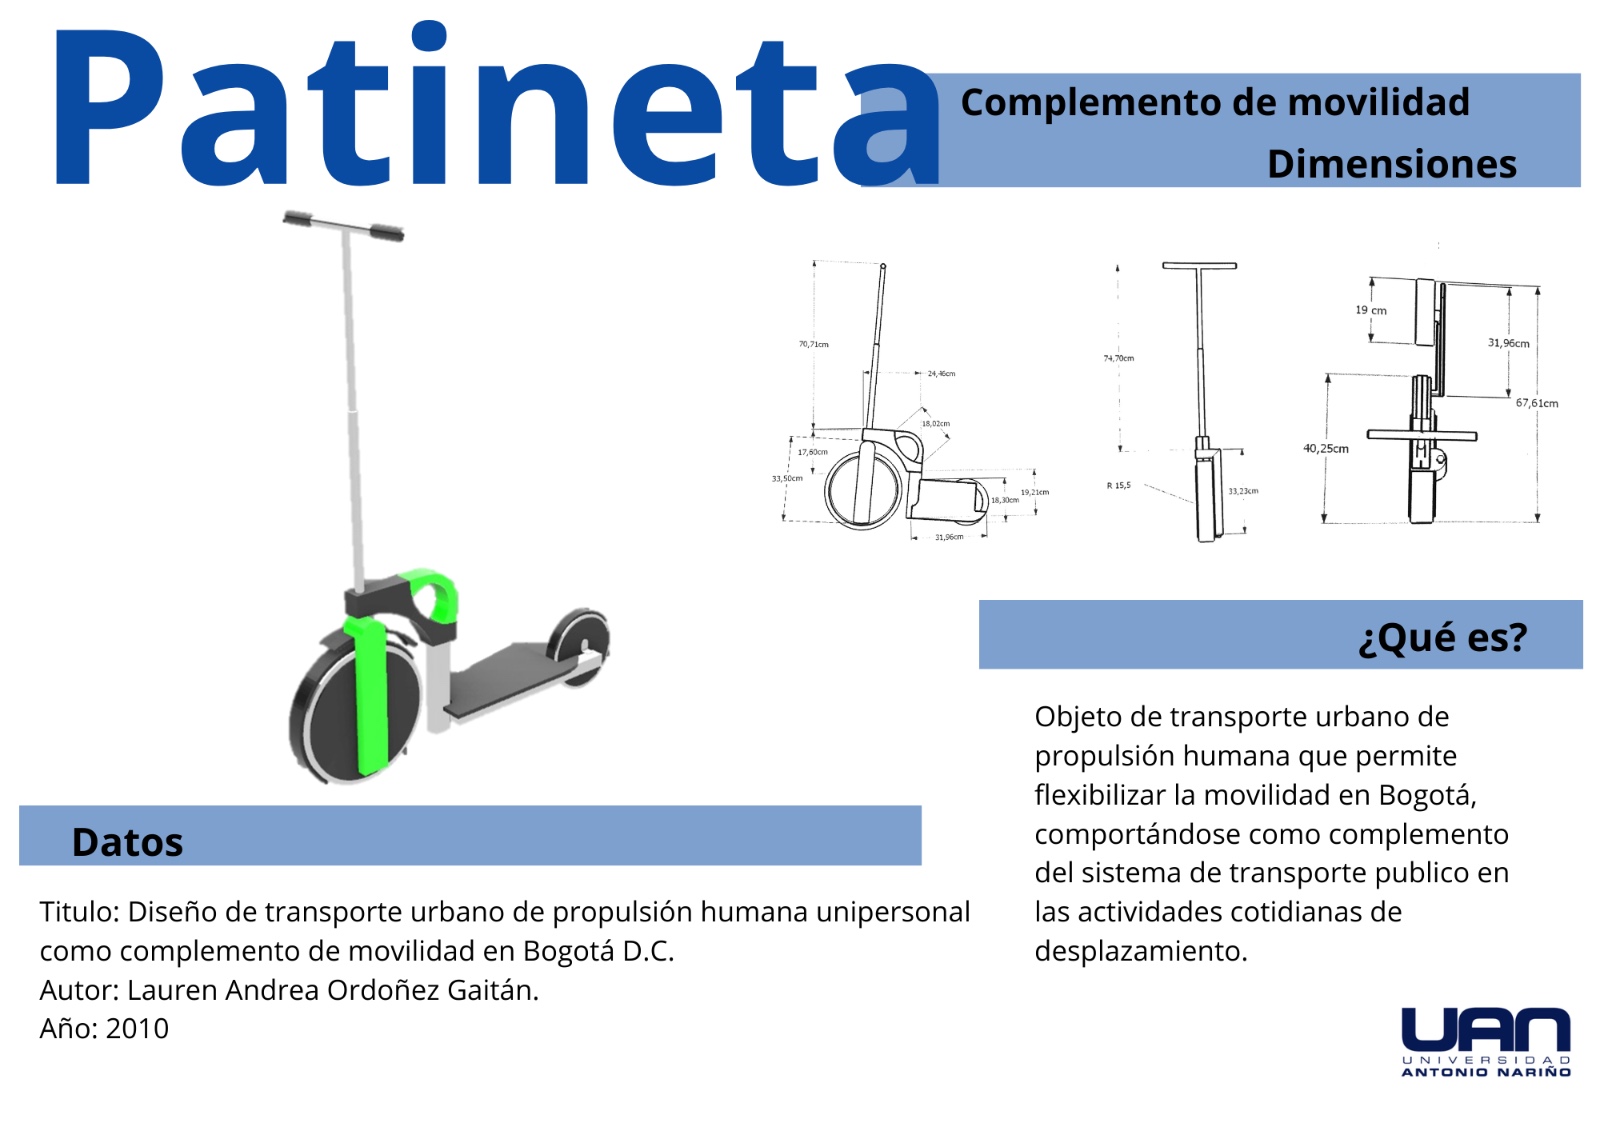 Patineta
Complemento de movilidad
Dimensiones
70,71cm
24,46cm
18,02cm
17,60cm
33,50cm
18,30cm
19,21cm
31,96cm
74,70cm
R 15,5
33,23cm
19 cm
31,96cm
67,61cm
40,25cm
¿Qué es?
Objeto de transporte urbano de
propulsión humana que permite
flexibilizar la movilidad en Bogotá,
comportándose como complemento
del sistema de transporte publico en
las actividades cotidianas de
desplazamiento.
Datos
Titulo: Diseño de transporte urbano de propulsión humana unipersonal
como complemento de movilidad en Bogotá D.C.
Autor: Lauren Andrea Ordoñez Gaitán.
Año: 2010
UAN
UNIVERSIDAD
ANTONIO NARIÑO